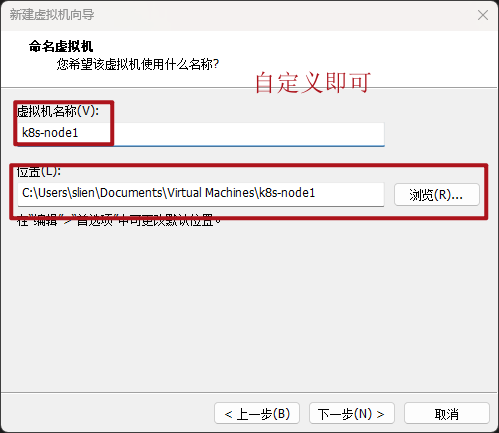 新建虚拟机向导
命名虚拟机
您希望该虚拟机使用什么名称?
自定义即可
虚拟机名称(V):
k8s-node1
位置(L):
C:\Users\slien\Documents\Virtual Machines\k8s-node1
浏览(R)...
在“编辑”>“首选项”中可更改默认位置。
< 上一步(B)
下一步(N) >
取消